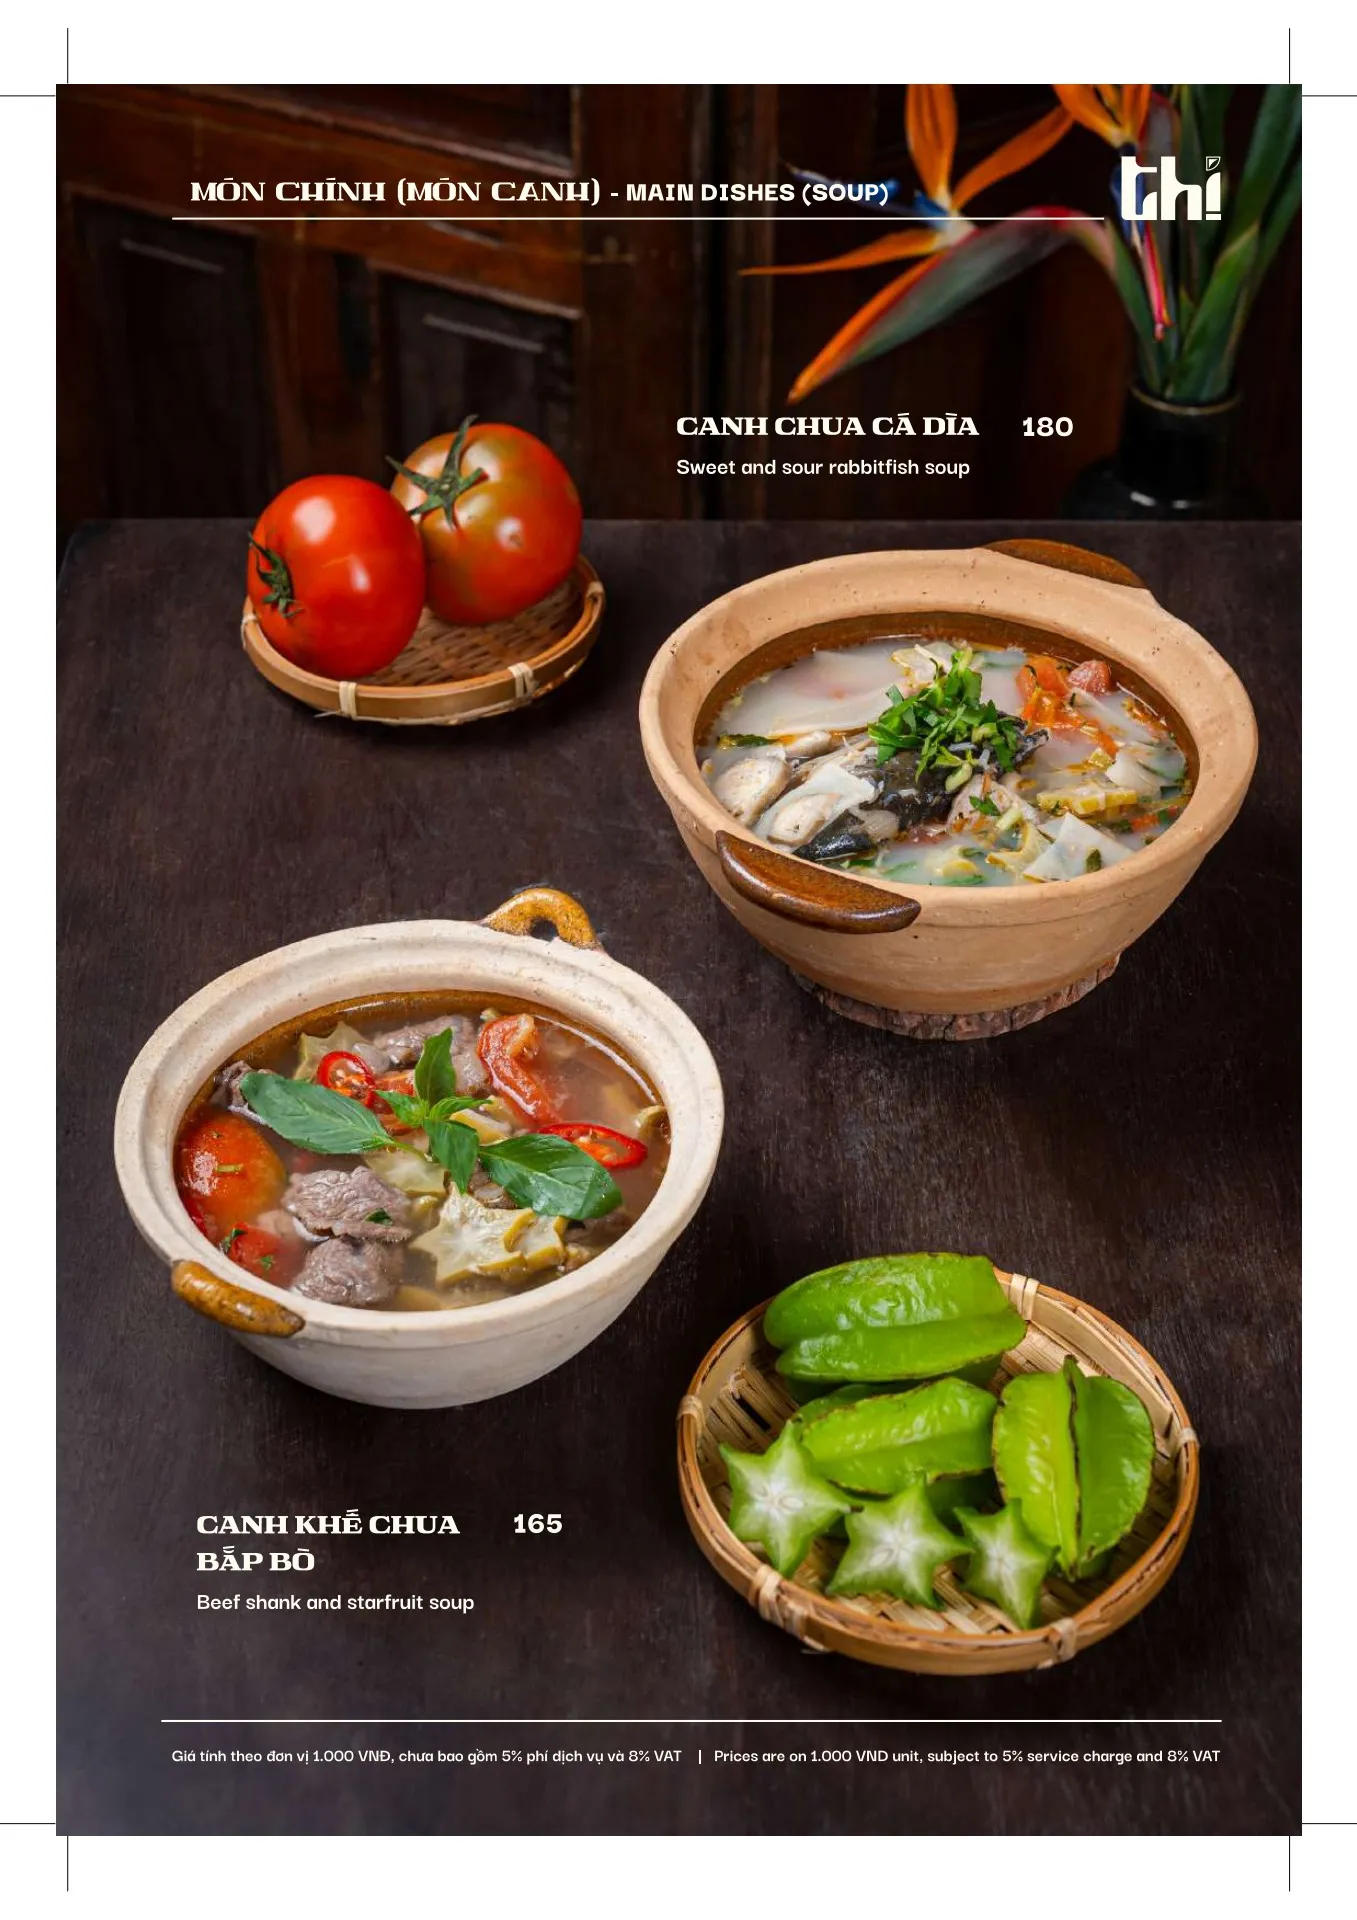 MÓN CHÍNH (MÓN CANH) - MAIN DISHES (SOUP)
thi
CANH CHUA CÁ DÌA 180
Sweet and sour rabbitfish soup
CANH KHẾ CHUA 165
BẮP BÒ
Beef shank and starfruit soup
Giá tính theo đơn vị 1.000 VNĐ, chưa bao gồm 5% phí dịch vụ và 8% VAT | Prices are on 1.000 VND unit, subject to 5% service charge and 8% VAT